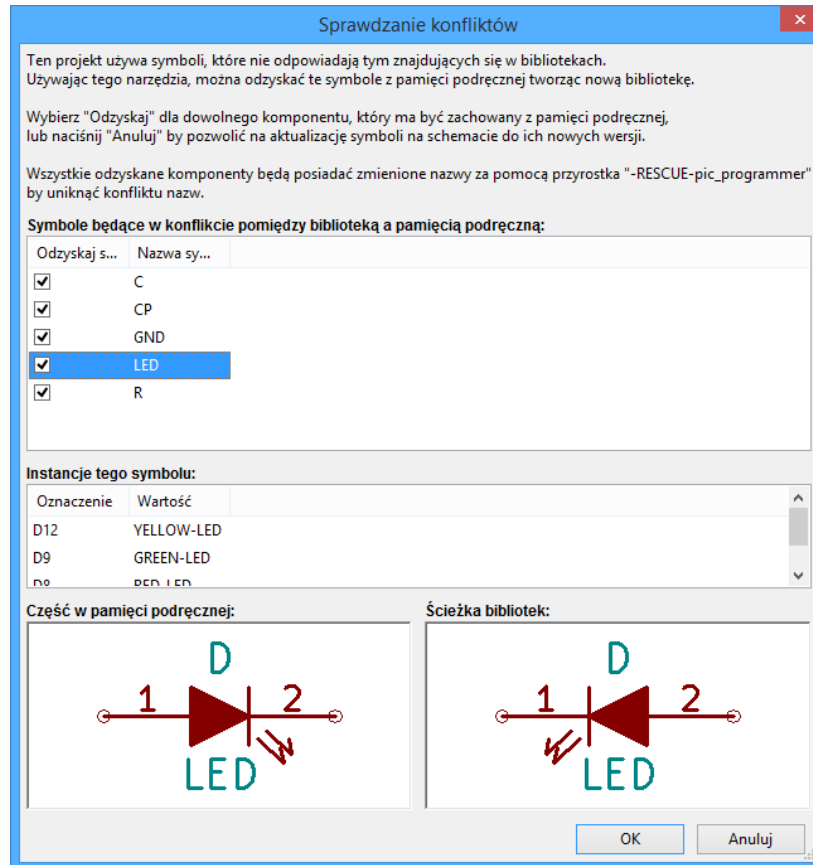 Sprawdzanie konfliktów
Ten projekt używa symboli, które nie odpowiadają tym znajdujących się w bibliotekach.
Używając tego narzędzia, można odzyskać te symbole z pamięci podręcznej tworząc nową bibliotekę.
Wybierz "Odzyskaj" dla dowolnego komponentu, który ma być zachowany z pamięci podręcznej,
lub naciśnij "Anuluj" by pozwolić na aktualizację symboli na schemacie do ich nowych wersji.
Wszystkie odzyskane komponenty będą posiadać zmienione nazwy za pomocą przyrostka "-RESCUE-pic_programmer"
by uniknąć konfliktu nazw.
Symbole będące w konflikcie pomiędzy biblioteką a pamięcią podręczną:
Odzyskaj s... Nazwa sy...
C
CP
GND
LED
R
Instancje tego symbolu:
Oznaczenie Wartość
D12 YELLOW-LED
D9 GREEN-LED
D8 RED-LED
Część w pamięci podręcznej: Ścieżka bibliotek:
D D
1 2 1 2
LED LED
OK Anuluj